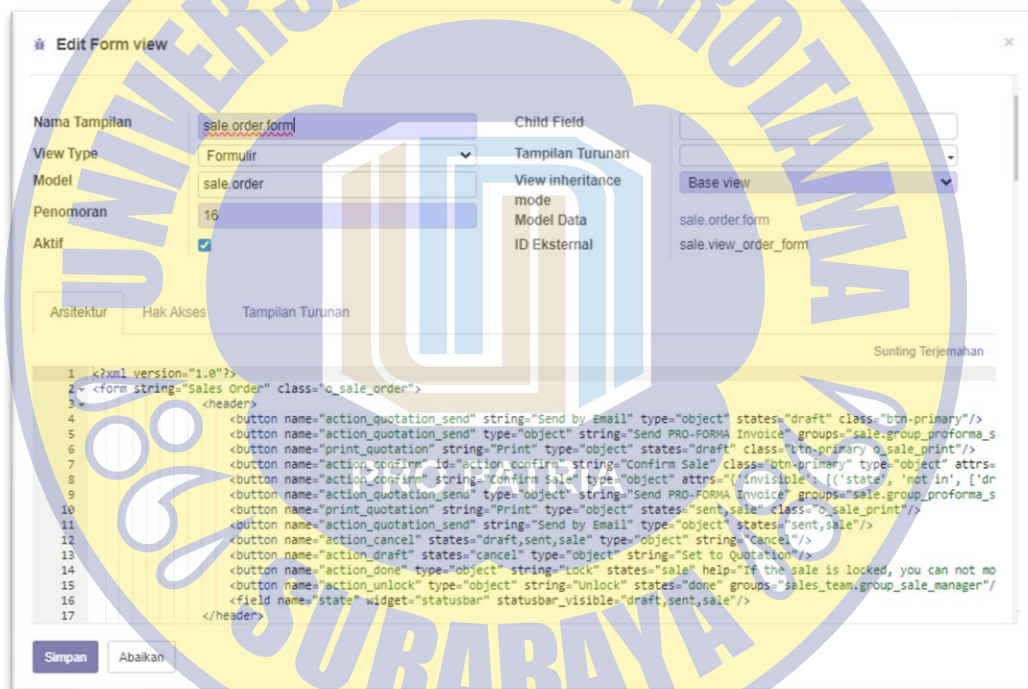 Edit Form view
×
Nama Tampilan sale.order.form Child Field
View Type Formulir Tampilan Turunan
Model sale.order View inheritance mode Base view
Penomoran 16 Model Data sale.order.form
Aktif ID Eksternal sale.view_order_form
Arsitektur Hak Akses Tampilan Turunan
Sunting Terjemahan
1 <?xml version="1.0"?>
2 <form string="Sales Order" class="o_sale_order">
3 <header>
4 <button name="action_quotation_send" string="Send by Email" type="object" states="draft" class="btn-primary"/>
5 <button name="action_quotation_send" type="object" string="Send PRO-FORMA Invoice" groups="sale.group_proforma_s
6 <button name="print_quotation" string="Print" type="object" states="draft" class="btn-primary o_sale_print"/>
7 <button name="action_confirm" id="action_confirm" string="Confirm Sale" class="btn-primary" type="object" attrs=
8 <button name="action_confirm" string="Confirm Sale" type="object" attrs="{'invisible': [('state', 'not in', ['dr
9 <button name="action_quotation_send" type="object" string="Send PRO-FORMA Invoice" groups="sale.group_proforma_s
10 <button name="print_quotation" string="Print" type="object" states="sent,sale" class="o_sale_print"/>
11 <button name="action_quotation_send" string="Send by Email" type="object" states="sent,sale"/>
12 <button name="action_cancel" states="draft,sent,sale" type="object" string="Cancel"/>
13 <button name="action_draft" states="cancel" type="object" string="Set to Quotation"/>
14 <button name="action_done" type="object" string="Lock" states="sale" help="If the sale is locked, you can not mo
15 <button name="action_unlock" type="object" string="Unlock" states="done" groups="sales_team.group_sale_manager"/
16 <field name="state" widget="statusbar" statusbar_visible="draft,sent,sale"/>
17 </header>
Simpan Abaikan
PRO PATRIA
SURABAYA